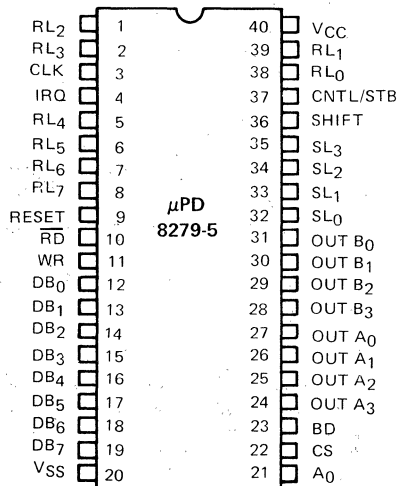 RL2 1 40 VCC
RL3 2 39 RL1
CLK 3 38 RL0
IRQ 4 37 CNTL/STB
RL4 5 36 SHIFT
RL5 6 35 SL3
RL6 7 34 SL2
RL7 8 33 SL1
RESET 9 μPD 32 SL0
R̅D̅ 10 8279-5 31 OUT B0
WR 11 30 OUT B1
DB0 12 29 OUT B2
DB1 13 28 OUT B3
DB2 14 27 OUT A0
DB3 15 26 OUT A1
DB4 16 25 OUT A2
DB5 17 24 OUT A3
DB6 18 23 BD
DB7 19 22 CS
VSS 20 21 A0